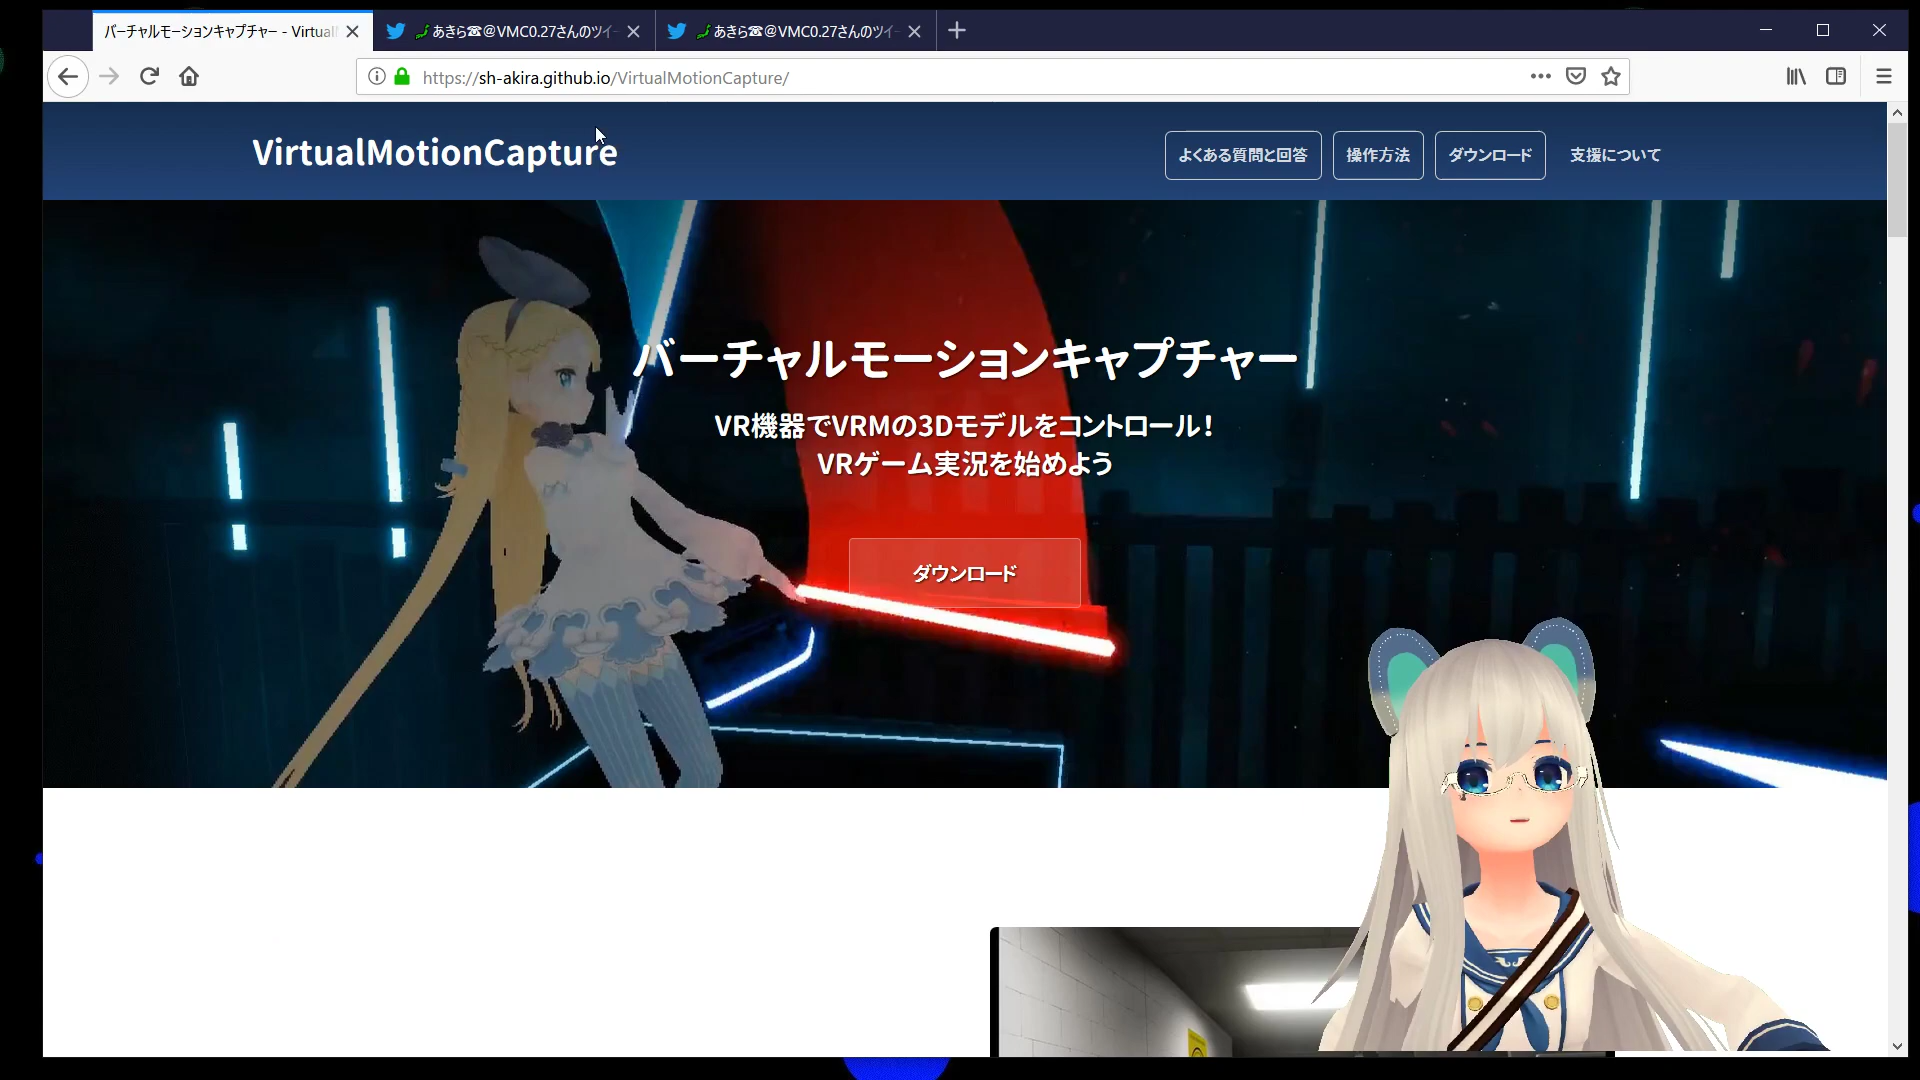 バーチャルモーションキャプチャー - Virtual
あきら☎@VMC0.27さんのツイー
あきら☎@VMC0.27さんのツイー
https://sh-akira.github.io/VirtualMotionCapture/
VirtualMotionCapture
よくある質問と回答
操作方法
ダウンロード
支援について
バーチャルモーションキャプチャー
VR機器でVRMの3Dモデルをコントロール!
VRゲーム実況を始めよう
ダウンロード